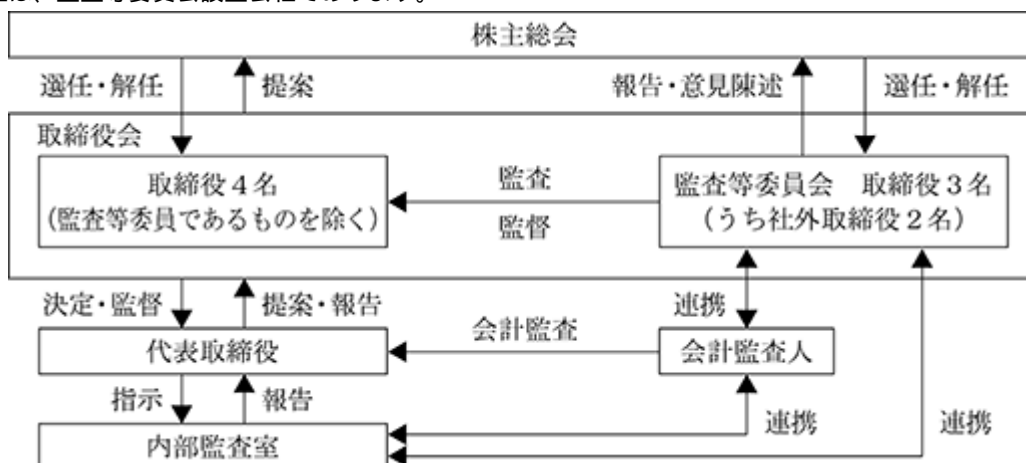 は、監査等委員会設置会社であります。
株主総会
選任・解任
提案
報告・意見陳述
選任・解任
取締役会
取締役4名
(監査等委員であるものを除く)
監査
監督
監査等委員会 取締役3名
(うち社外取締役2名)
決定・監督
提案・報告
連携
代表取締役
会計監査
会計監査人
指示
報告
連携
連携
内部監査室